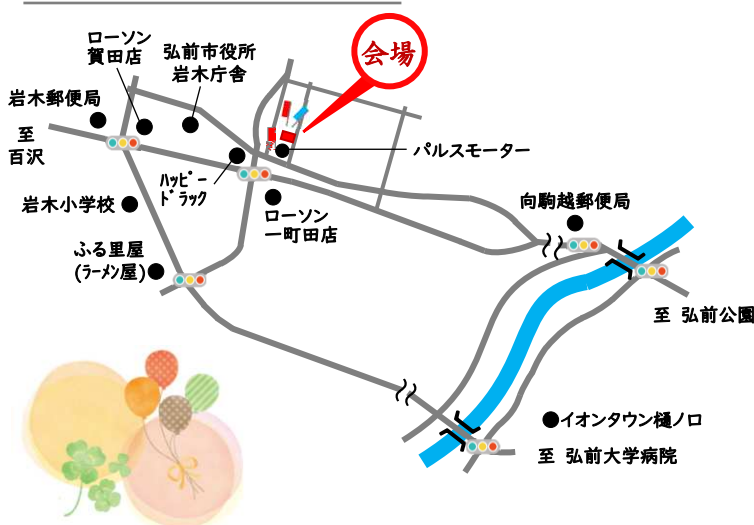 会場
ローソン
賀田店
弘前市役所
岩木庁舎
岩木郵便局
至
百沢
パルスモーター
ハッピー
ドラック
岩木小学校
ローソン
一町田店
向駒越郵便局
ふる里屋
(ラーメン屋)
至 弘前公園
イオンタウン樋ノ口
至 弘前大学病院